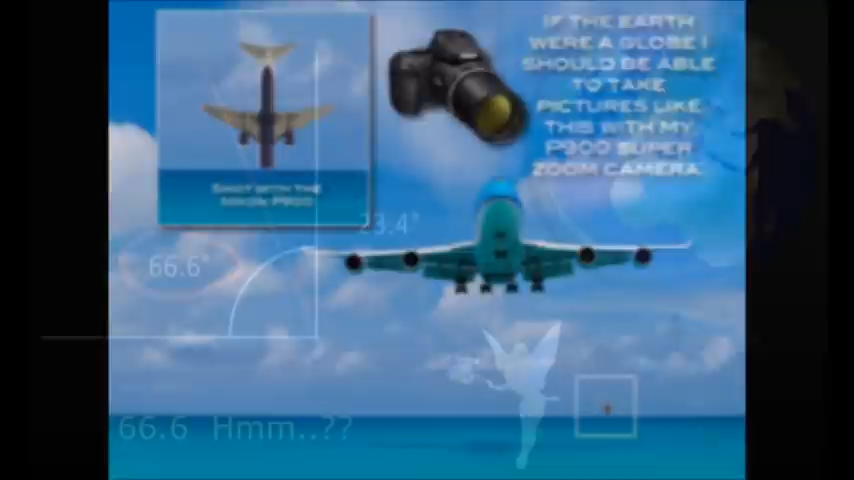 IF THE EARTH
WERE A GLOBE I
SHOULD BE ABLE
TO TAKE
PICTURES LIKE
THIS WITH MY
P900 SUPER
ZOOM CAMERA.
SHOT WITH THE
NIKON P900
23.4°
66.6°
66.6 Hmm..??